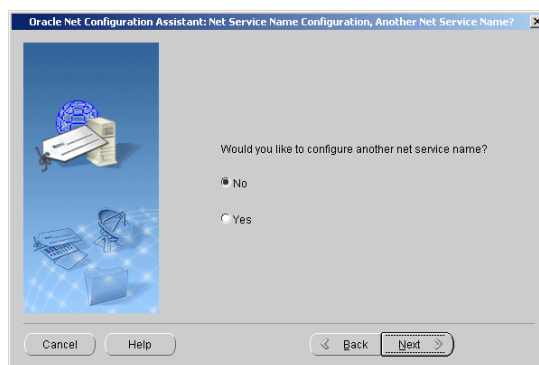 Oracle Net Configuration Assistant: Net Service Name Configuration, Another Net Service Name?
Would you like to configure another net service name?
No
Yes
Cancel
Help
Back
Next